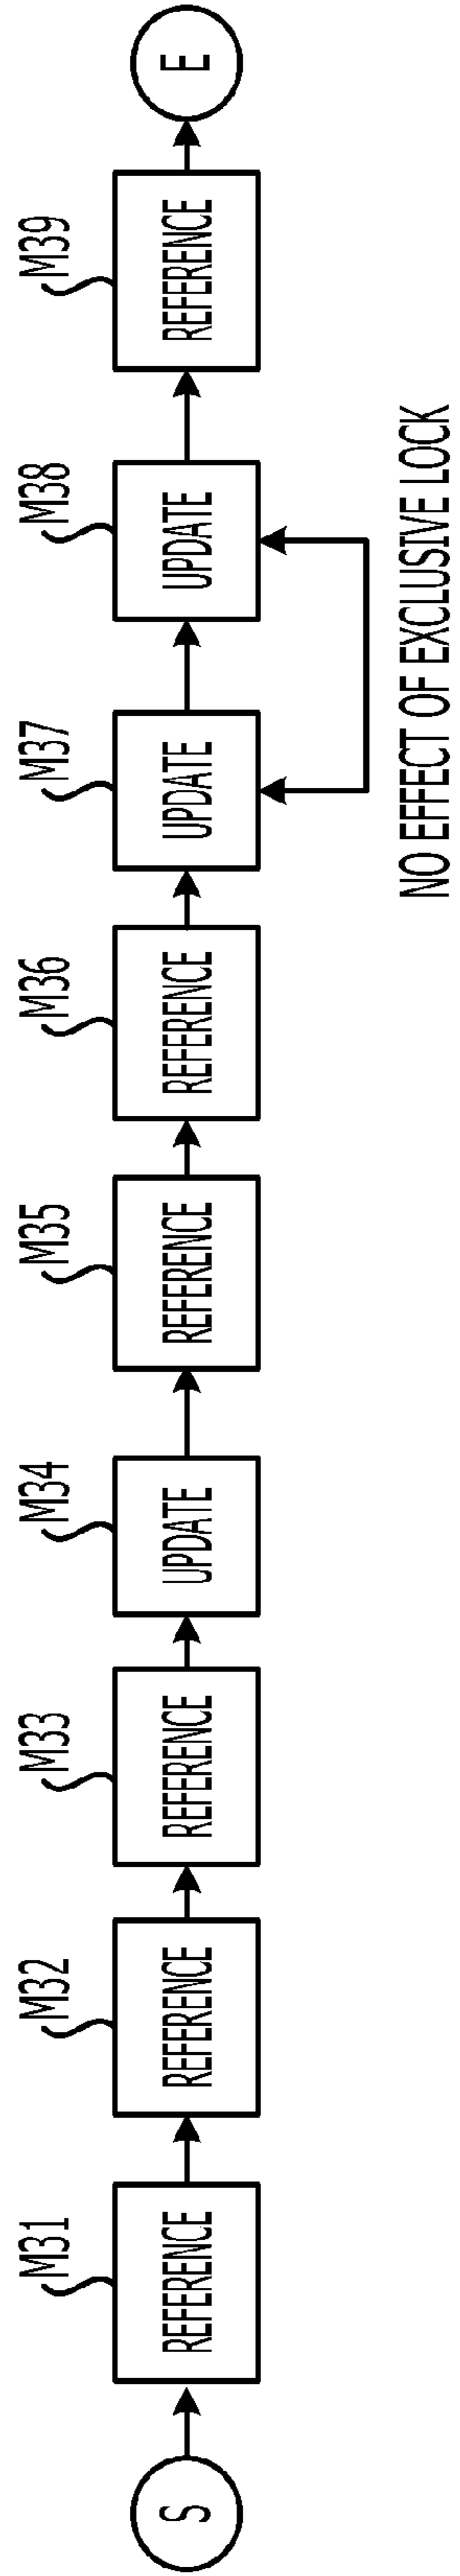 M31 M32 M33 M34 M35 M36 M37 M38 M39
S REFERENCE REFERENCE REFERENCE UPDATE REFERENCE REFERENCE UPDATE UPDATE REFERENCE E
NO EFFECT OF EXCLUSIVE LOCK